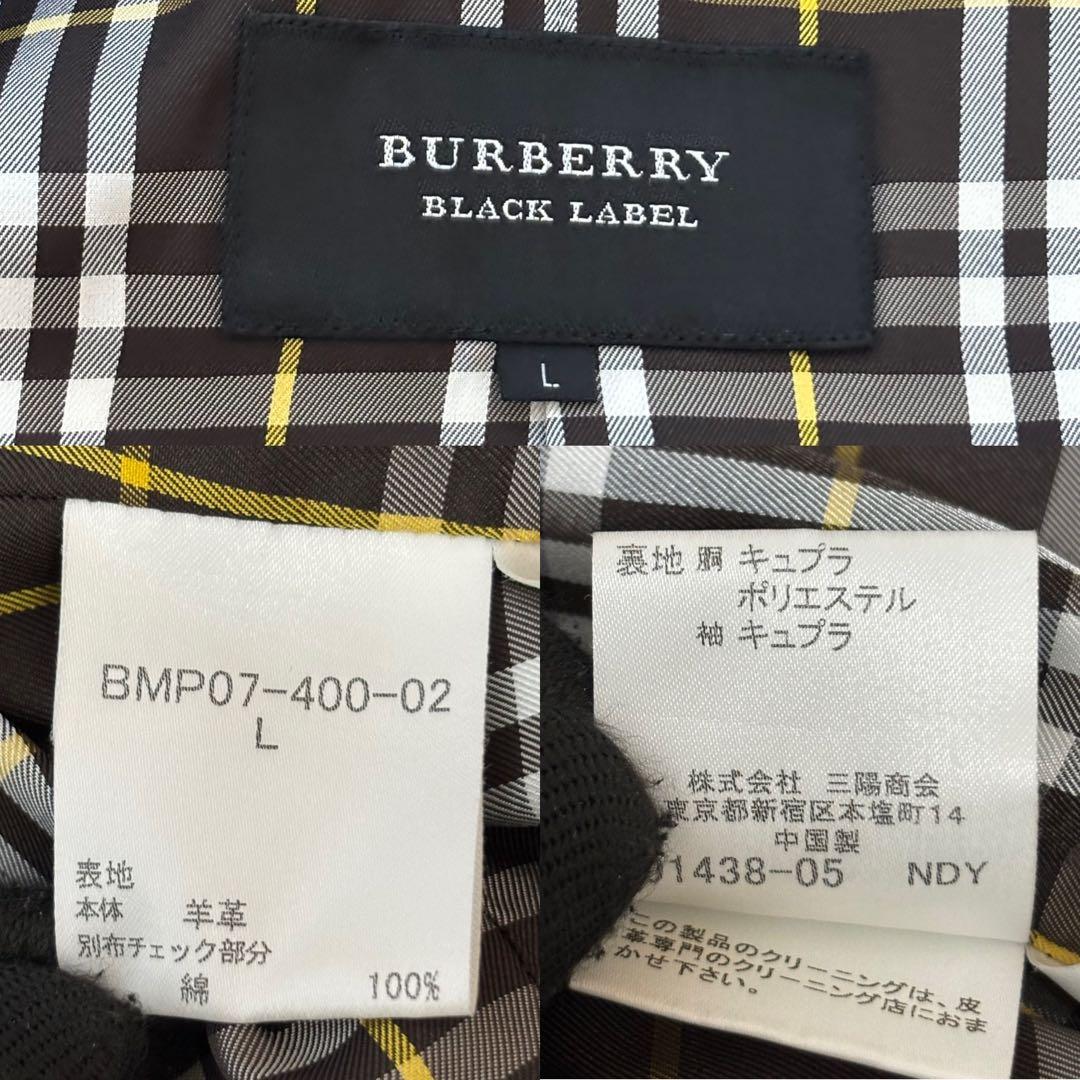 BURBERRY
BLACK LABEL
L
BMP07-400-02
L
表地
本体 羊革
別布チェック部分
綿 100%
裏地 胴 キュプラ
ポリエステル
袖 キュプラ
株式会社 三陽商会
東京都新宿区本塩町14
中国製
1438-05 NDY
この製品のクリーニングは、皮
革専門のクリーニング店におま
かせ下さい。